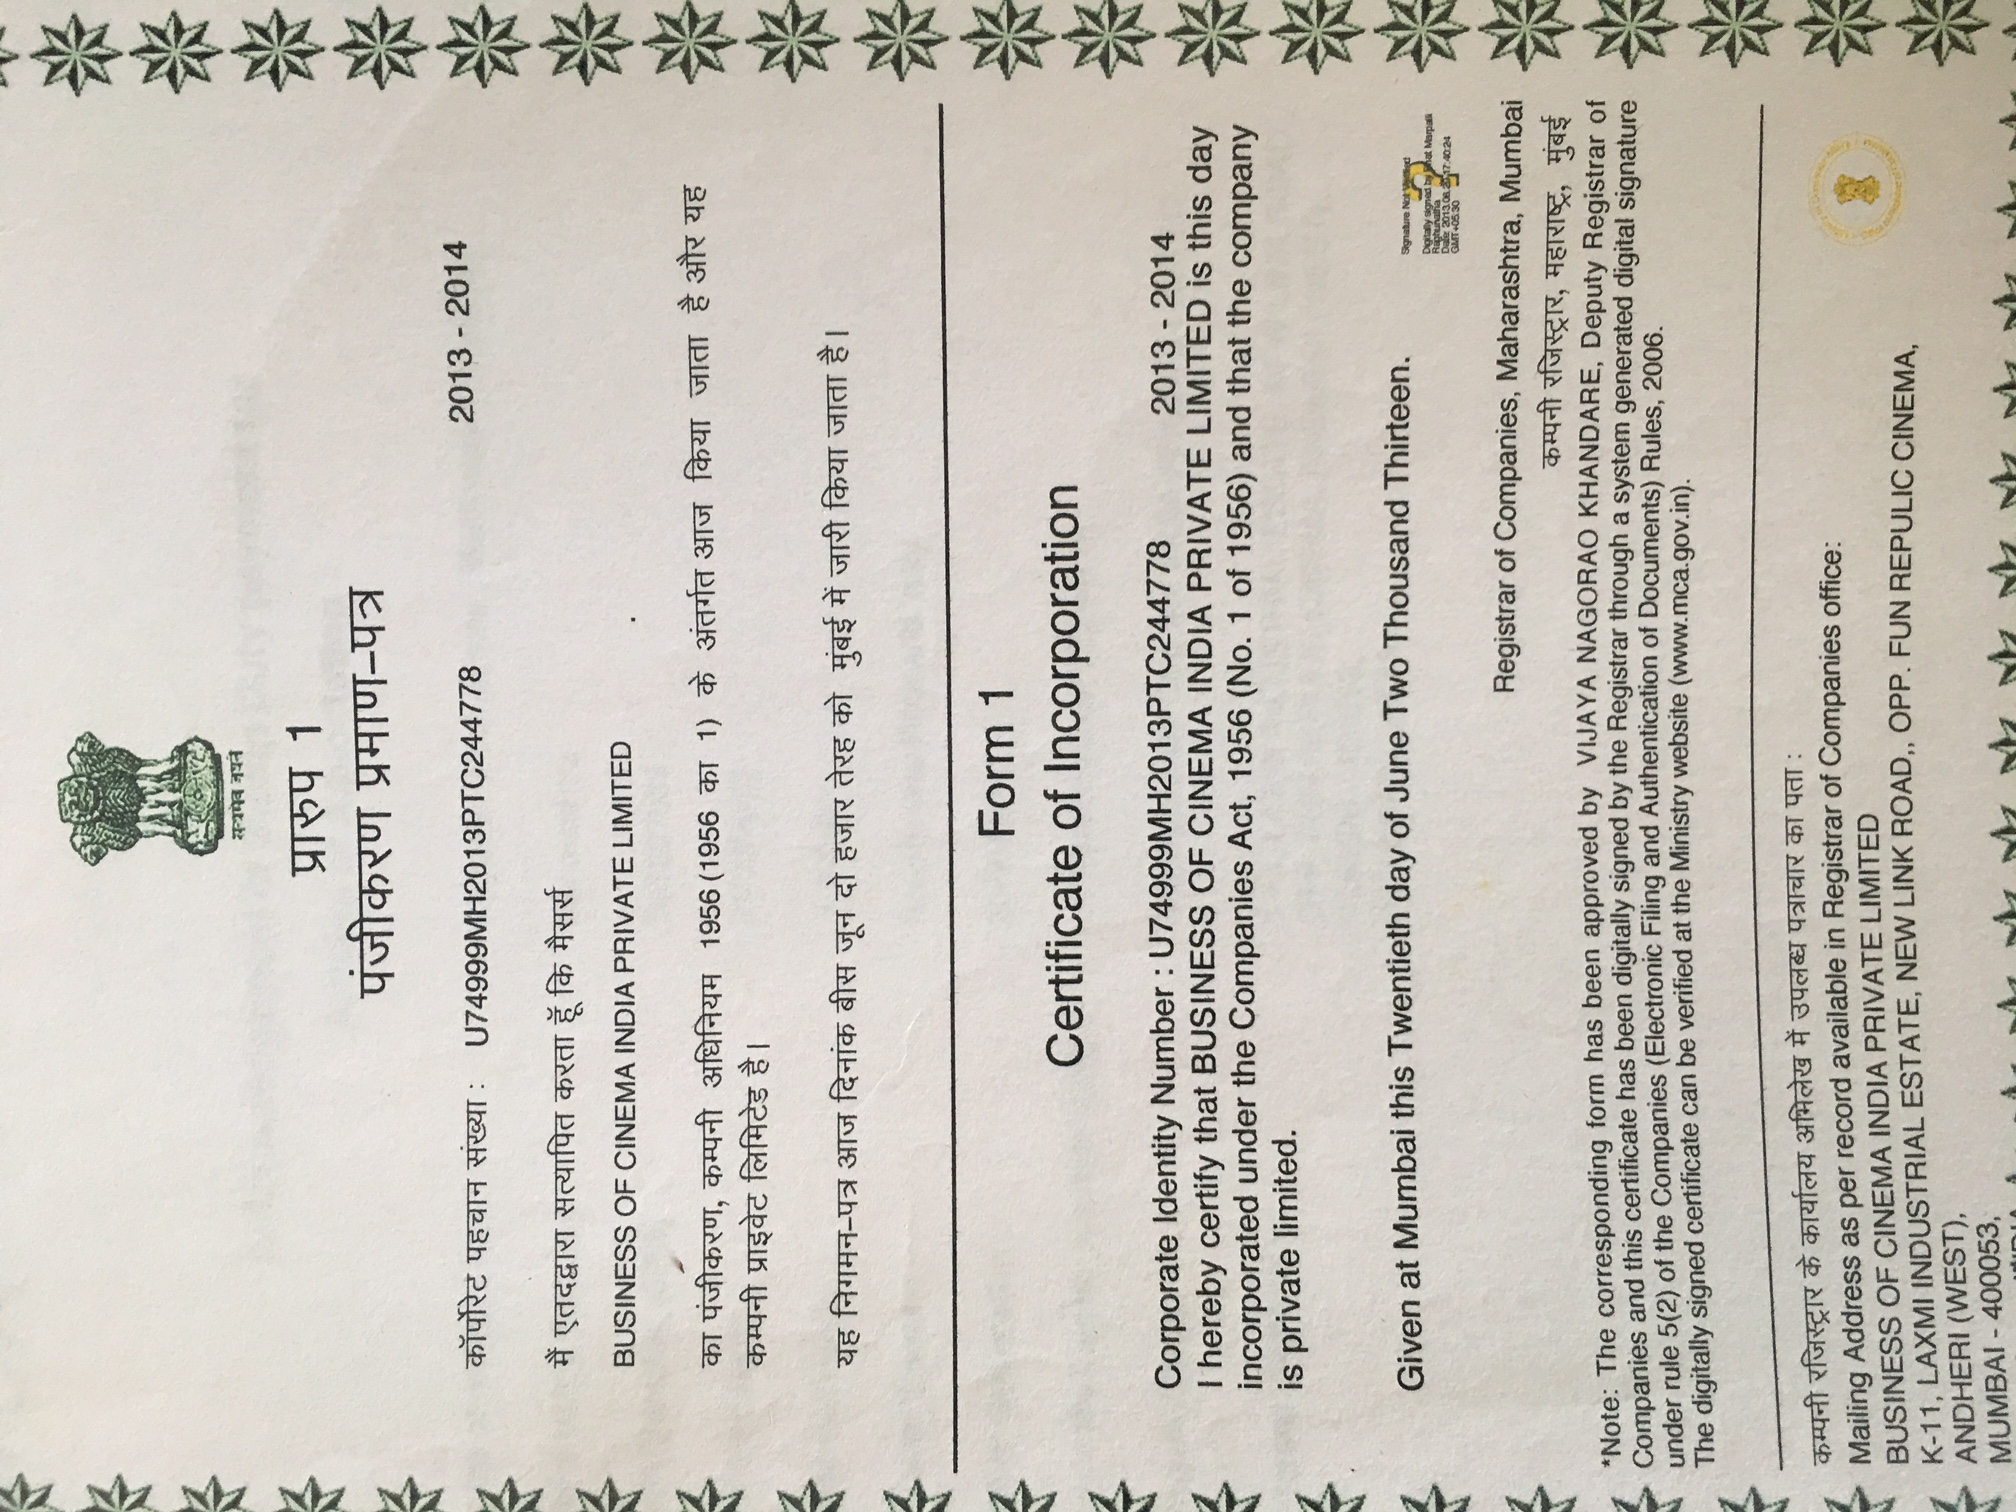 सत्यमेव जयते
प्रारुप 1
पंजीकरण प्रमाण–पत्र
कॉर्पोरेट पहचान संख्या : U74999MH2013PTC244778 2013 - 2014
मैं एतदद्वारा सत्यापित करता हूँ कि मैसर्स
BUSINESS OF CINEMA INDIA PRIVATE LIMITED
का पंजीकरण, कम्पनी अधिनियम 1956 (1956 का 1) के अंतर्गत आज किया जाता है और यह
कम्पनी प्राइवेट लिमिटेड है।
यह निगमन–पत्र आज दिनांक बीस जून दो हजार तेरह को मुंबई में जारी किया जाता है।
Form 1
Certificate of Incorporation
Corporate Identity Number : U74999MH2013PTC244778 2013 - 2014
I hereby certify that BUSINESS OF CINEMA INDIA PRIVATE LIMITED is this day
incorporated under the Companies Act, 1956 (No. 1 of 1956) and that the company
is private limited.
Given at Mumbai this Twentieth day of June Two Thousand Thirteen.
Signature Not Verified
Digitally signed by Bhat Marpalli
Raghunatha
Date: 2013.06.20 17:40:24
GMT+05:30
Registrar of Companies, Maharashtra, Mumbai
कम्पनी रजिस्ट्रार, महाराष्ट्र, मुंबई
*Note: The corresponding form has been approved by VIJAYA NAGORAO KHANDARE, Deputy Registrar of
Companies and this certificate has been digitally signed by the Registrar through a system generated digital signature
under rule 5(2) of the Companies (Electronic Filing and Authentication of Documents) Rules, 2006.
The digitally signed certificate can be verified at the Ministry website (www.mca.gov.in).
कम्पनी रजिस्ट्रार के कार्यालय अभिलेख में उपलब्ध पत्राचार का पता :
Mailing Address as per record available in Registrar of Companies office:
BUSINESS OF CINEMA INDIA PRIVATE LIMITED
K-11, LAXMI INDUSTRIAL ESTATE, NEW LINK ROAD,, OPP. FUN REPULIC CINEMA,
ANDHERI (WEST),
MUMBAI - 400053,